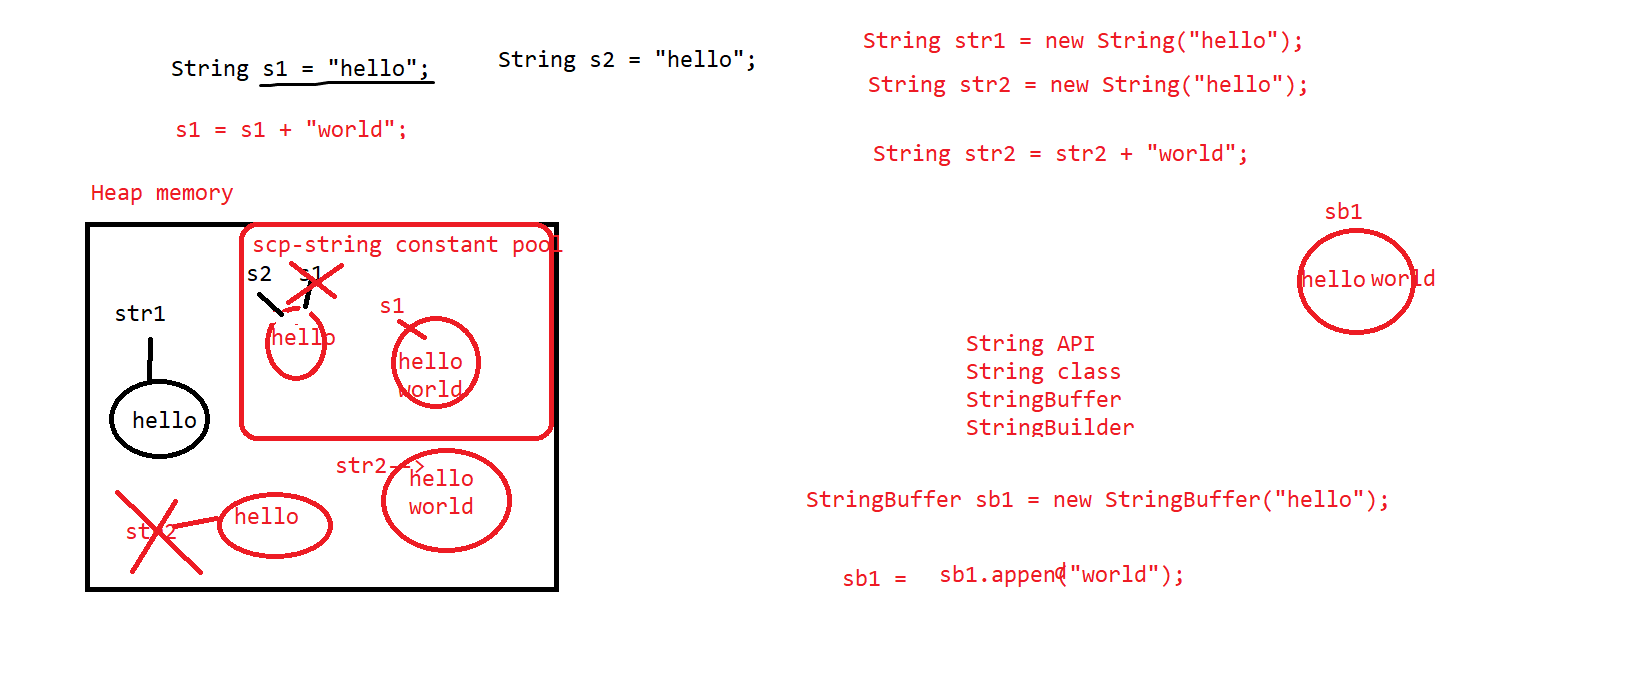 String s1 = "hello";
String s2 = "hello";
s1 = s1 + "world";
String str1 = new String("hello");
String str2 = new String("hello");
String str2 = str2 + "world";
Heap memory
scp-string constant pool
s2
s1
hello
s1
hello
world
str1
hello
str2-->
hello
world
str2
hello
sb1
hello world
String API
String class
StringBuffer
StringBuilder
StringBuffer sb1 = new StringBuffer("hello");
sb1 = sb1.append("world");